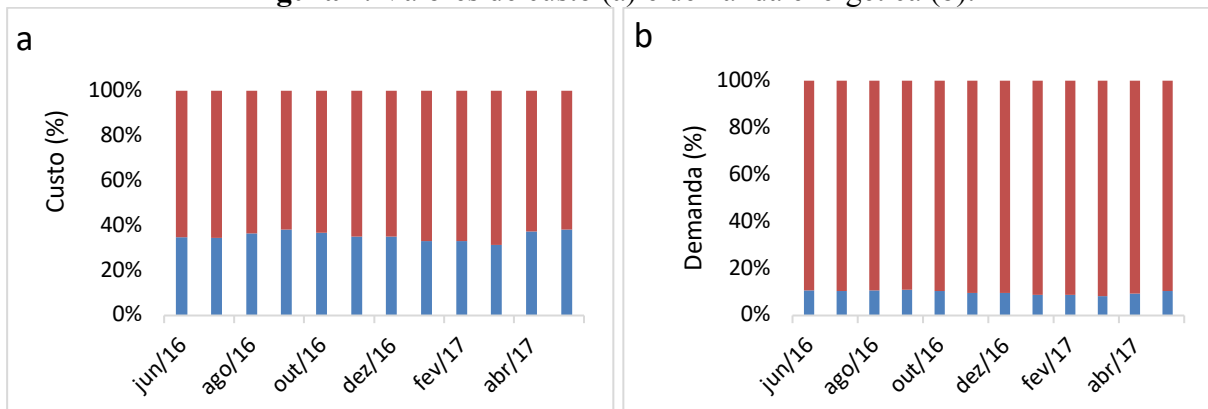 a
100%
80%
60%
40%
20%
0%
Custo (%)
jun/16
ago/16
out/16
dez/16
fev/17
abr/17
b
100%
80%
60%
40%
20%
0%
Demanda (%)
jun/16
ago/16
out/16
dez/16
fev/17
abr/17